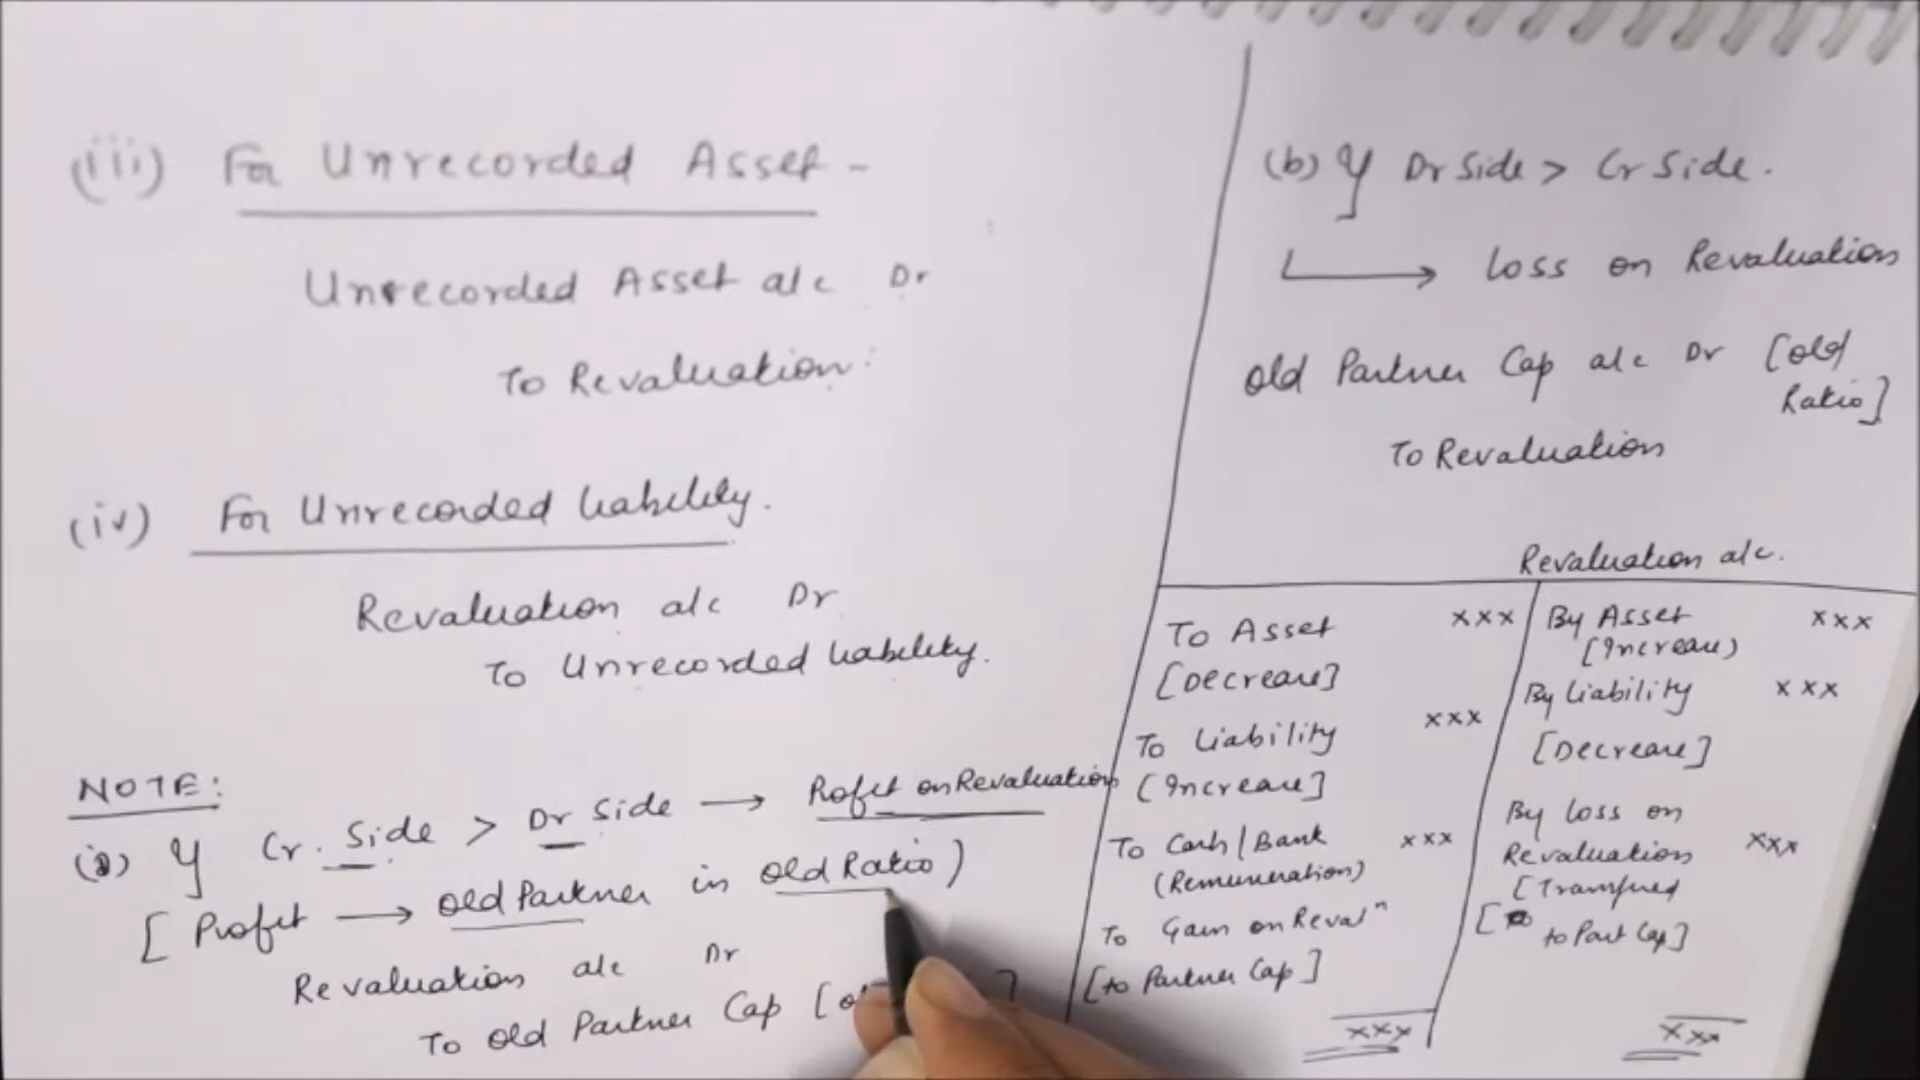 (iii) For Unrecorded Asset -
Unrecorded Asset a/c Dr
To Revaluation
(iv) For Unrecorded liability.
Revaluation a/c Dr
To Unrecorded liability.
NOTE:
If Cr. Side > Dr Side → Profit on Revaluation
[Profit → old Partner in old Ratio)
Revaluation a/c Dr
To old Partner Cap
(b) If Dr Side > Cr Side.
→ Loss on Revaluation
old Partner Cap a/c Dr [old
Ratio]
To Revaluation
Revaluation a/c.
To Asset xxx
[Decrease]
To Liability xxx
[Increase]
To Cash/Bank xxx
(Remuneration)
To Gain on Revalⁿ
[to Partner Cap]
xxx
By Asset xxx
[Increase)
By Liability xxx
[Decrease]
By loss on
Revaluation xxx
[Transfered
[to Part Cap]
xxx